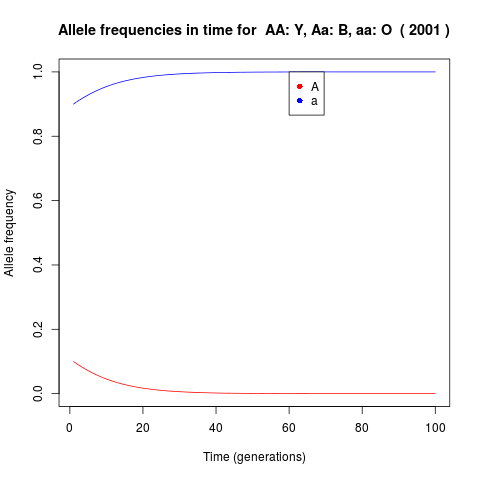 Allele frequencies in time for  AA: Y, Aa: B, aa: O  ( 2001 )
1.0
0.8
0.6
0.4
0.2
0.0
Allele frequency
A
a
0 20 40 60 80 100
Time (generations)